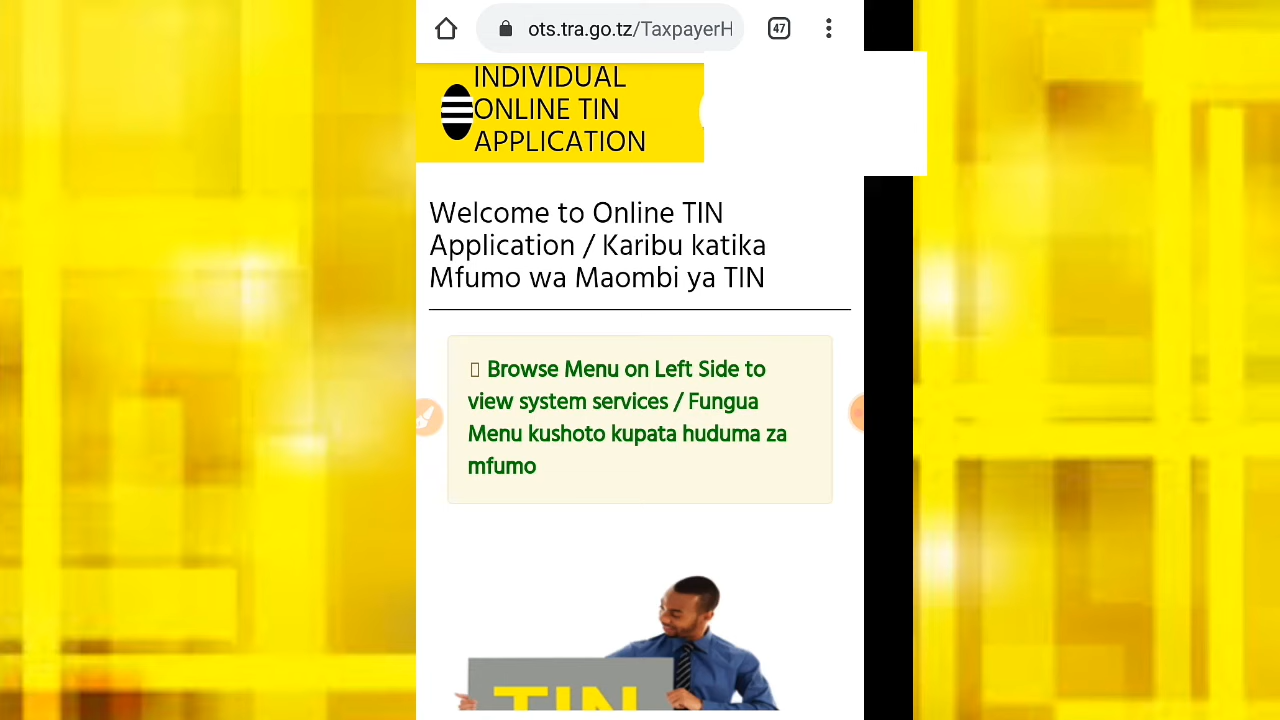 ots.tra.go.tz/TaxpayerH
47
INDIVIDUAL
ONLINE TIN
APPLICATION
Welcome to Online TIN
Application / Karibu katika
Mfumo wa Maombi ya TIN
Browse Menu on Left Side to
view system services / Fungua
Menu kushoto kupata huduma za
mfumo
TIN